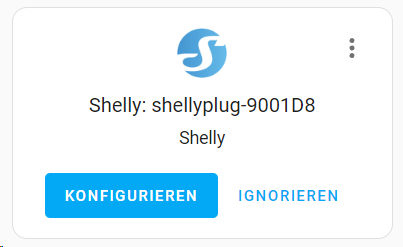 Shelly: shellyplug-9001D8
Shelly
KONFIGURIEREN IGNORIEREN